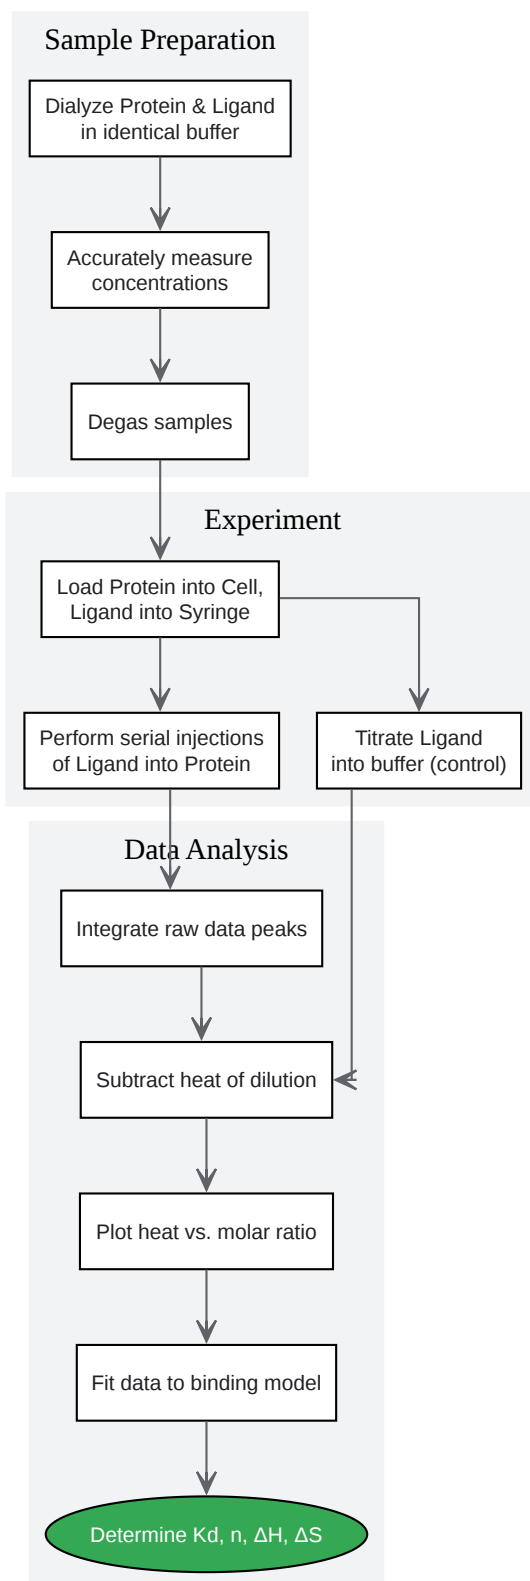 Sample Preparation
Dialyze Protein & Ligand
in identical buffer
Accurately measure
concentrations
Degas samples
Experiment
Load Protein into Cell,
Ligand into Syringe
Perform serial injections
of Ligand into Protein
Titrate Ligand
into buffer (control)
Data Analysis
Integrate raw data peaks
Subtract heat of dilution
Plot heat vs. molar ratio
Fit data to binding model
Determine Kd, n, ΔH, ΔS